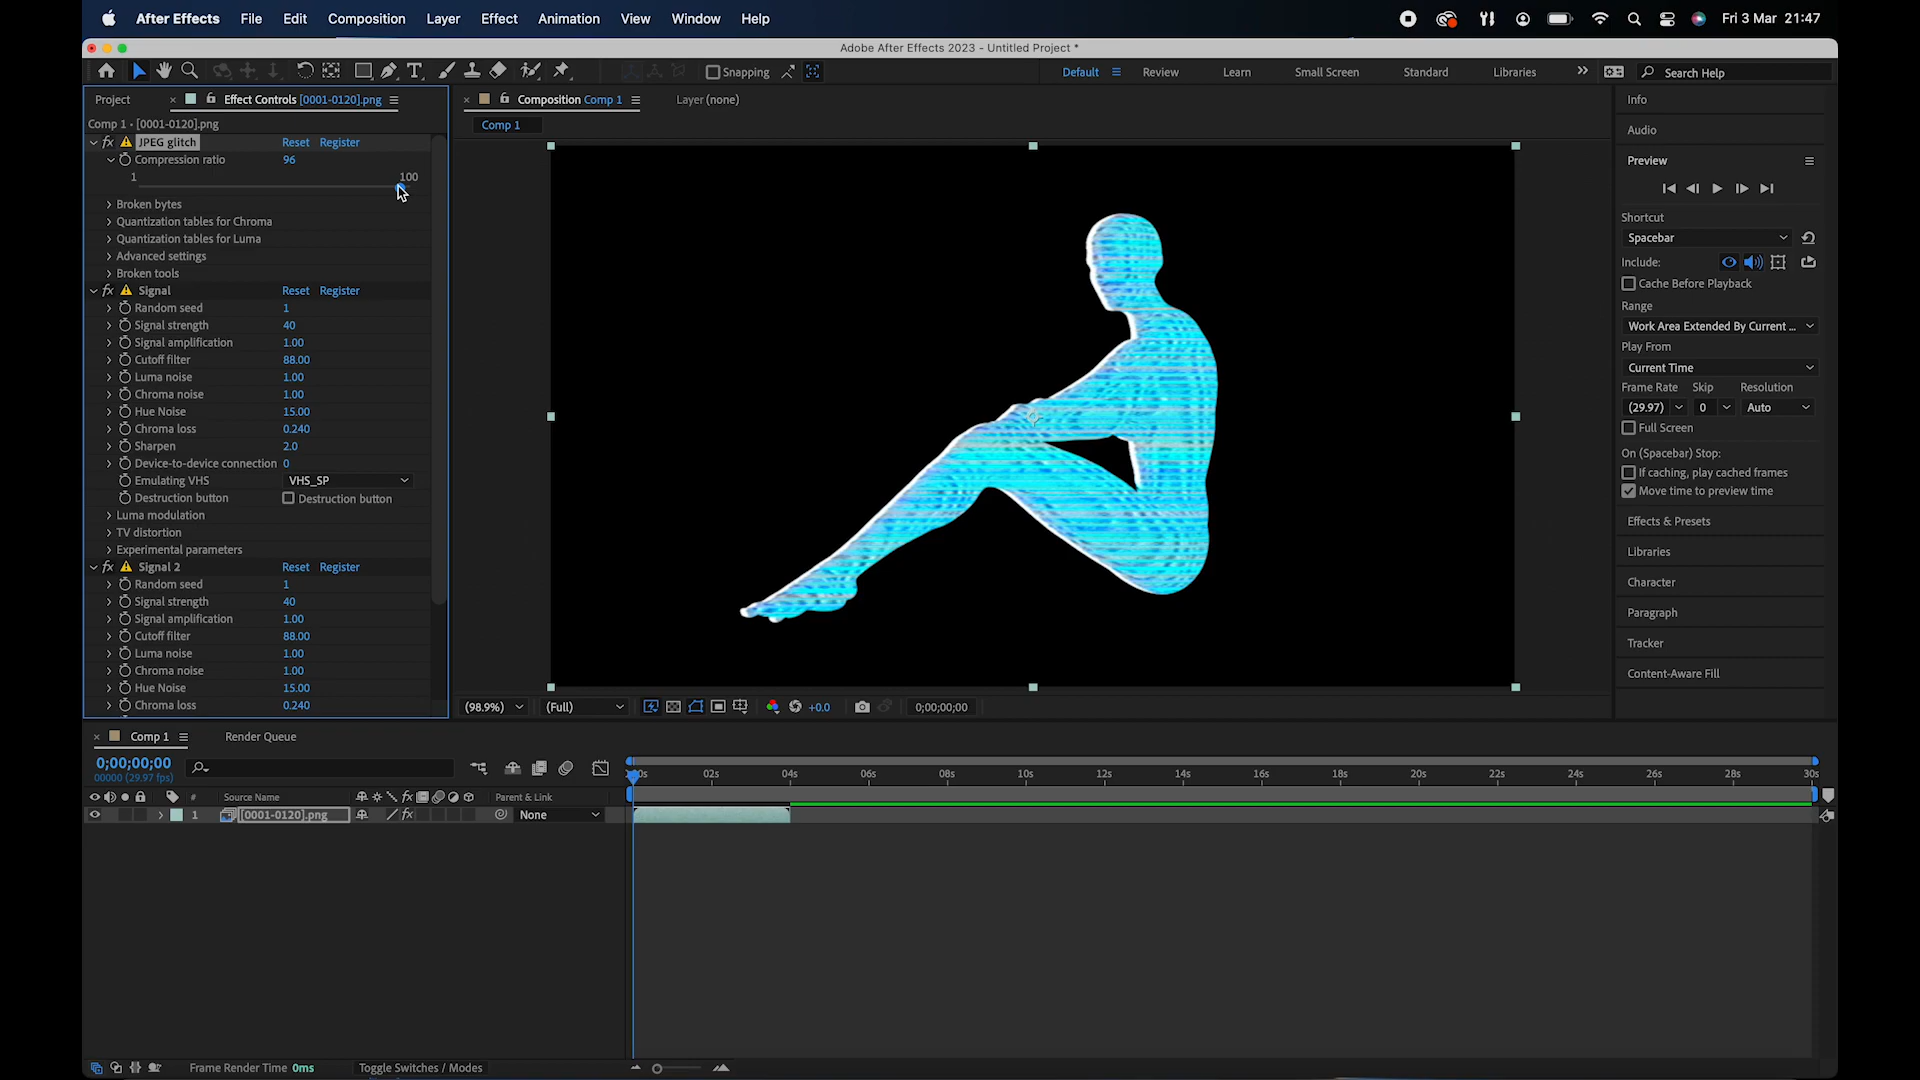 After Effects File Edit Composition Layer Effect Animation View Window Help Fri 3 Mar 21:47
Adobe After Effects 2023 - Untitled Project *
Snapping Default Review Learn Small Screen Standard Libraries Search Help
Project Effect Controls [0001-0120].png Composition Comp 1 Layer (none)
Comp 1 • [0001-0120].png
Comp 1
JPEG glitch Reset Register
Compression ratio 96
1 100
Broken bytes
Quantization tables for Chroma
Quantization tables for Luma
Advanced settings
Broken tools
Signal Reset Register
Random seed 1
Signal strength 40
Signal amplification 1.00
Cutoff filter 88.00
Luma noise 1.00
Chroma noise 1.00
Hue Noise 15.00
Chroma loss 0.240
Sharpen 2.0
Device-to-device connection 0
Emulating VHS VHS_SP
Destruction button Destruction button
Luma modulation
TV distortion
Experimental parameters
Signal 2 Reset Register
Random seed 1
Signal strength 40
Signal amplification 1.00
Cutoff filter 88.00
Luma noise 1.00
Chroma noise 1.00
Hue Noise 15.00
Chroma loss 0.240
(98.9%) (Full) +0.0 0;00;00;00
Info
Audio
Preview
Shortcut
Spacebar
Include:
Cache Before Playback
Range
Work Area Extended By Current ...
Play From
Current Time
Frame Rate Skip Resolution
(29.97) 0 Auto
Full Screen
On (Spacebar) Stop:
If caching, play cached frames
Move time to preview time
Effects & Presets
Libraries
Character
Paragraph
Tracker
Content-Aware Fill
Comp 1 Render Queue
0;00;00;00
00000 (29.97 fps)
02s 04s 06s 08s 10s 12s 14s 16s 18s 20s 22s 24s 26s 28s 30s
# Source Name Parent & Link
1 [0001-0120].png None
Frame Render Time 0ms Toggle Switches / Modes